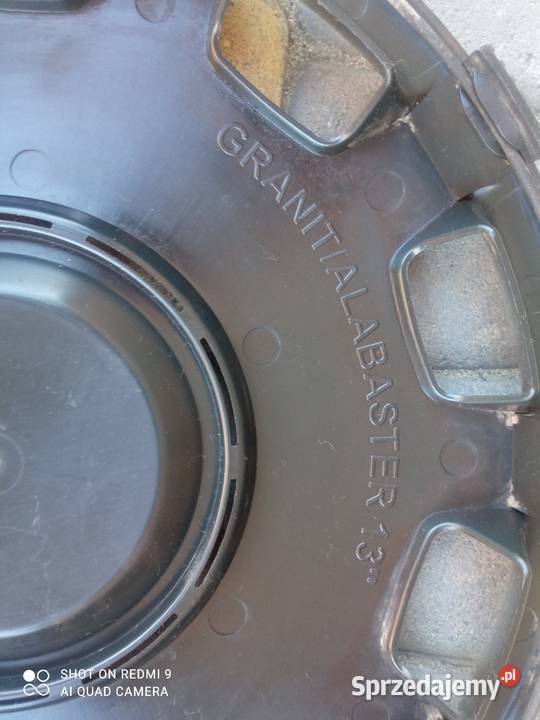 GRANIT/ALABASTER 13"
SHOT ON REDMI 9
AI QUAD CAMERA
Sprzedajemy.pl